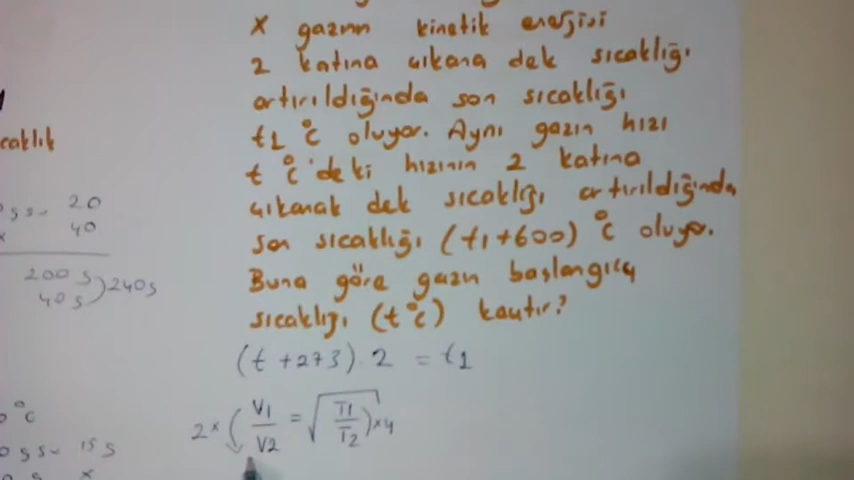 X gazının kinetik enerjisi
2 katına çıkana dek sıcaklığı
artırıldığında son sıcaklığı
t1 °C oluyor. Aynı gazın hızı
t °C'deki hızının 2 katına
çıkanak dek sıcaklığı artırıldığında
son sıcaklığı (t1+600) °C oluyor.
Buna göre gazın başlangıç
sıcaklığı (t°C) kaçtır?
(t +273). 2 = t1
2× ( V1/V2 = √ T1/T2 ) ×4
caklık
20
40
200 s
40 s ) 240s
°C
15 s
x